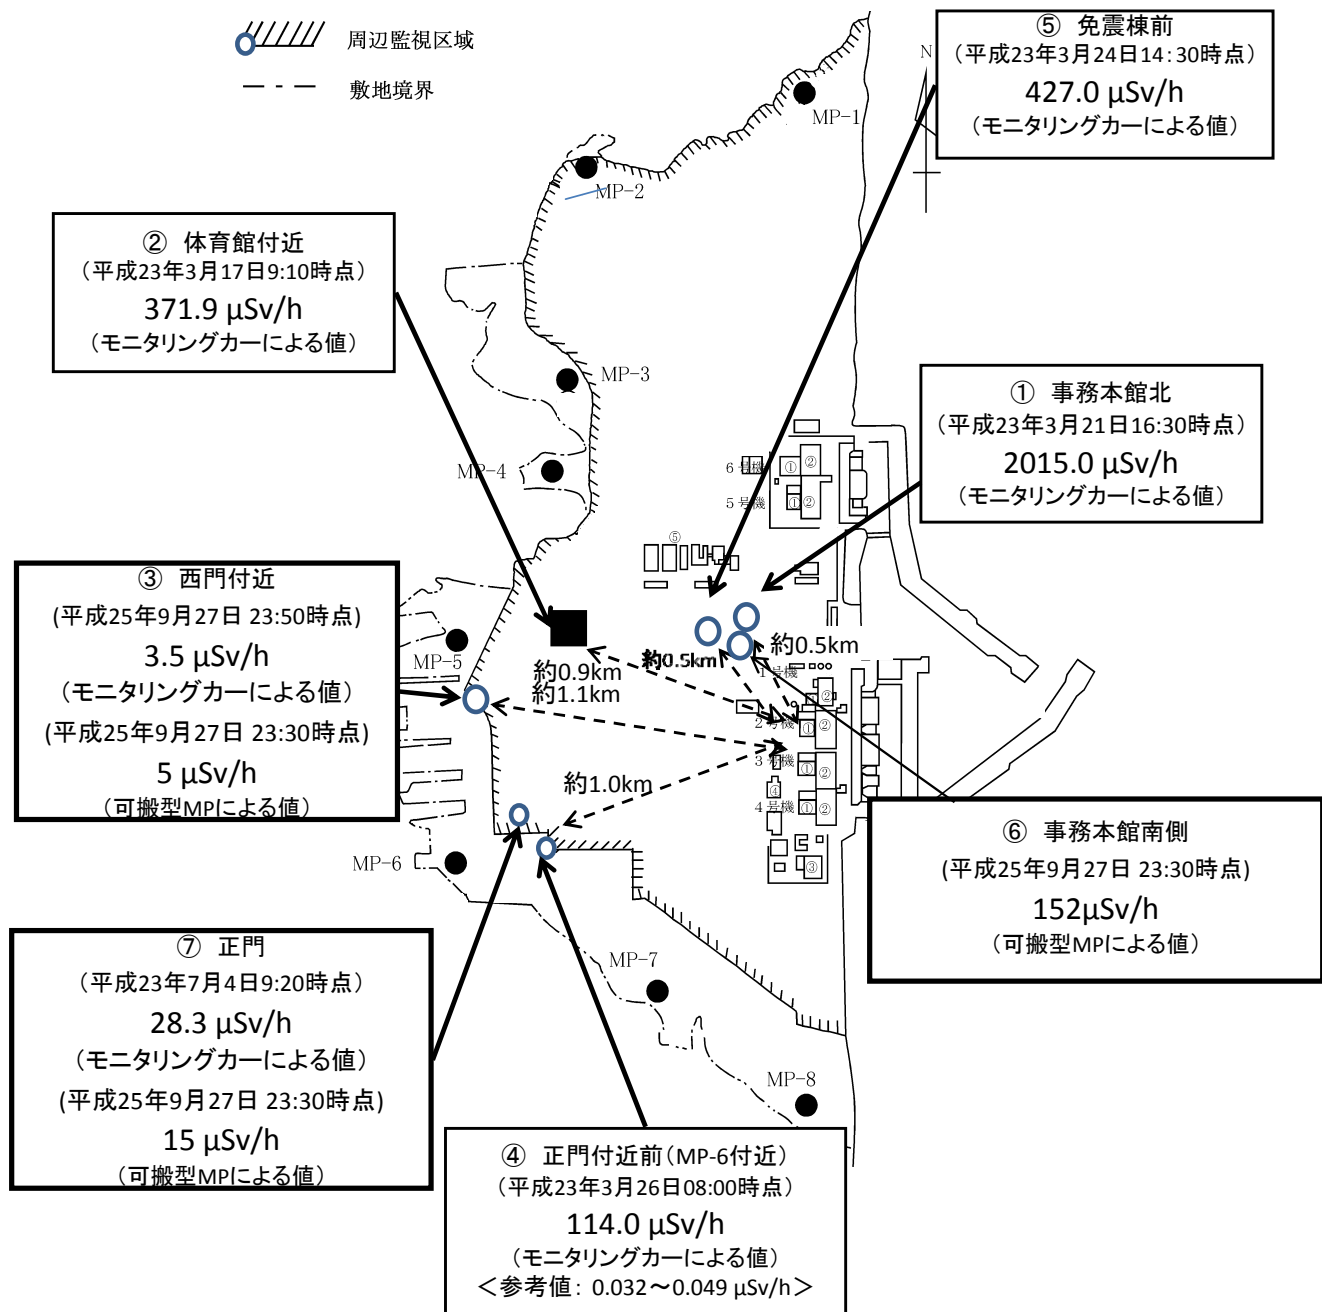 周辺監視区域
敷地境界
⑤ 免震棟前
（平成23年3月24日14:30時点）
427.0 μSv/h
（モニタリングカーによる値）
N
MP-1
MP-2
② 体育館付近
（平成23年3月17日9:10時点）
371.9 μSv/h
（モニタリングカーによる値）
MP-3
① 事務本館北
（平成23年3月21日16:30時点）
2015.0 μSv/h
（モニタリングカーによる値）
MP-4
６号機
①
②
５号機
①
②
⑤
③ 西門付近
(平成25年9月27日 23:50時点)
3.5 μSv/h
（モニタリングカーによる値）
(平成25年9月27日 23:30時点)
5 μSv/h
（可搬型MPによる値）
MP-5
約0.9km
約1.1km
約0.5km
約0.5km
１号機
②
２号機
①
②
３号機
①
②
④
４号機
①
②
③
約1.0km
MP-6
⑥ 事務本館南側
(平成25年9月27日 23:30時点)
152μSv/h
（可搬型MPによる値）
⑦ 正門
（平成23年7月4日9:20時点）
28.3 μSv/h
（モニタリングカーによる値）
(平成25年9月27日 23:30時点)
15 μSv/h
（可搬型MPによる値）
MP-7
MP-8
④ 正門付近前（MP-6付近）
（平成23年3月26日08:00時点）
114.0 μSv/h
（モニタリングカーによる値）
＜参考値: 0.032～0.049 μSv/h＞